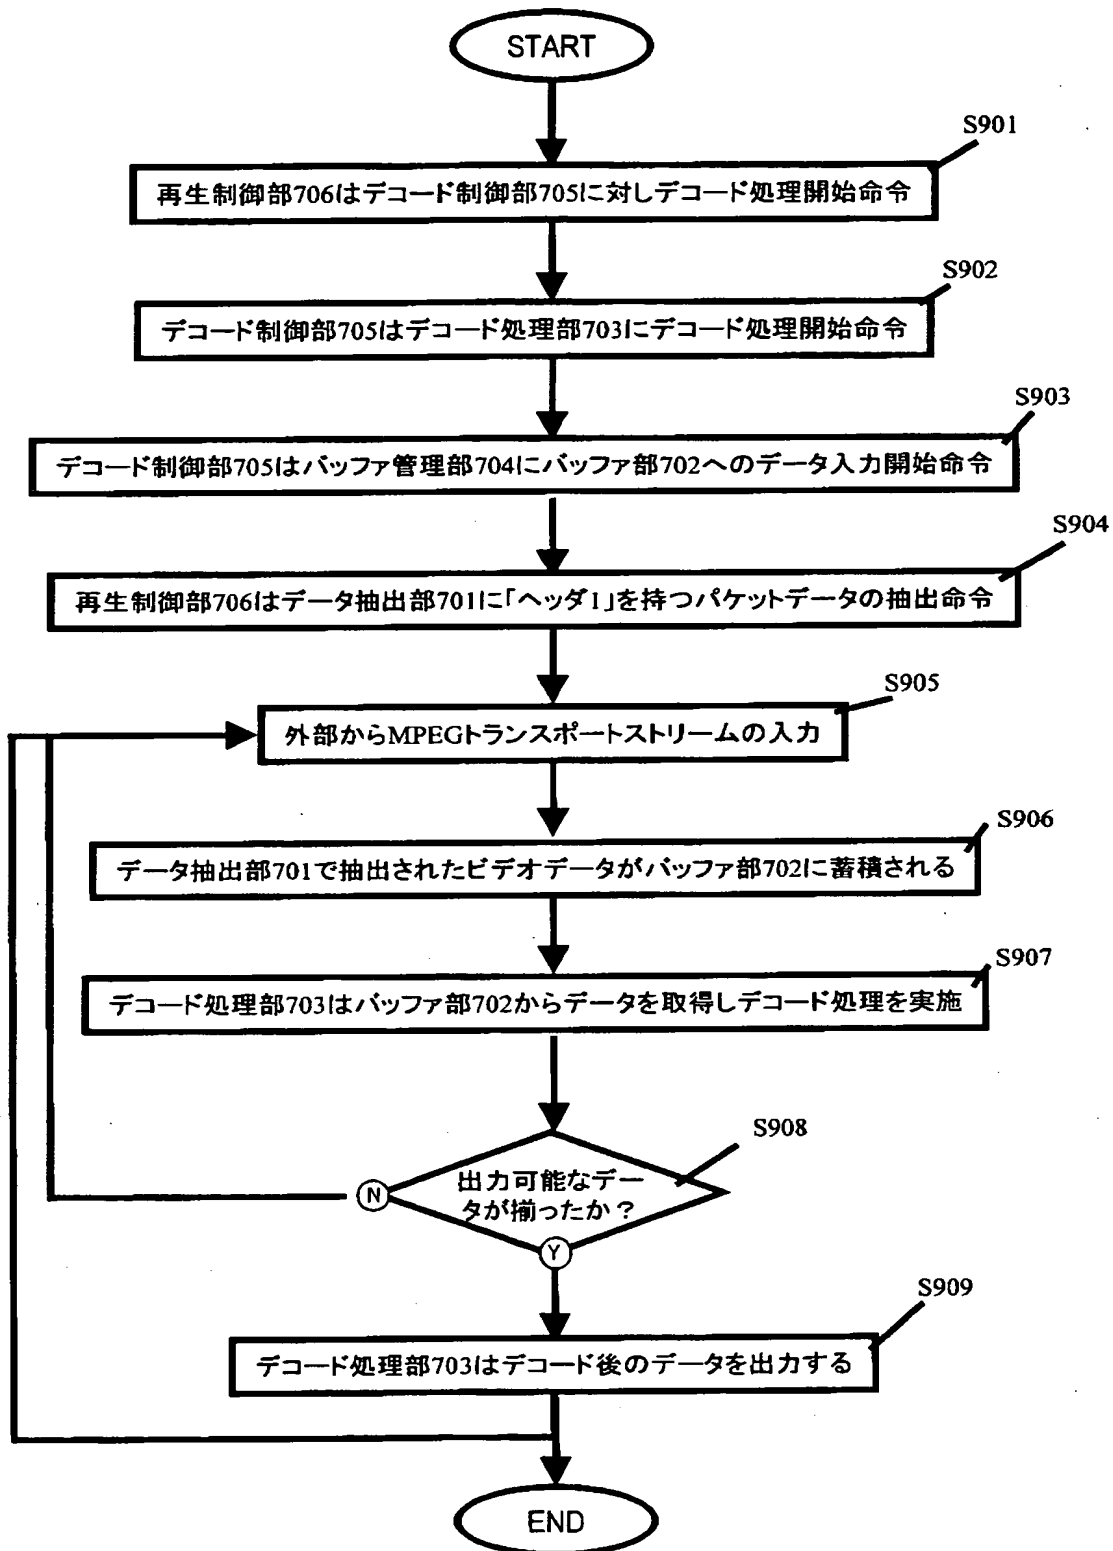 START
S901
再生制御部706はデコード制御部705に対しデコード処理開始命令
S902
デコード制御部705はデコード処理部703にデコード処理開始命令
S903
デコード制御部705はバッファ管理部704にバッファ部702へのデータ入力開始命令
S904
再生制御部706はデータ抽出部701に「ヘッダ1」を持つパケットデータの抽出命令
S905
外部からMPEGトランスポートストリームの入力
S906
データ抽出部701で抽出されたビデオデータがバッファ部702に蓄積される
S907
デコード処理部703はバッファ部702からデータを取得しデコード処理を実施
S908
出力可能なデー
タが揃ったか？
N
Y
S909
デコード処理部703はデコード後のデータを出力する
END